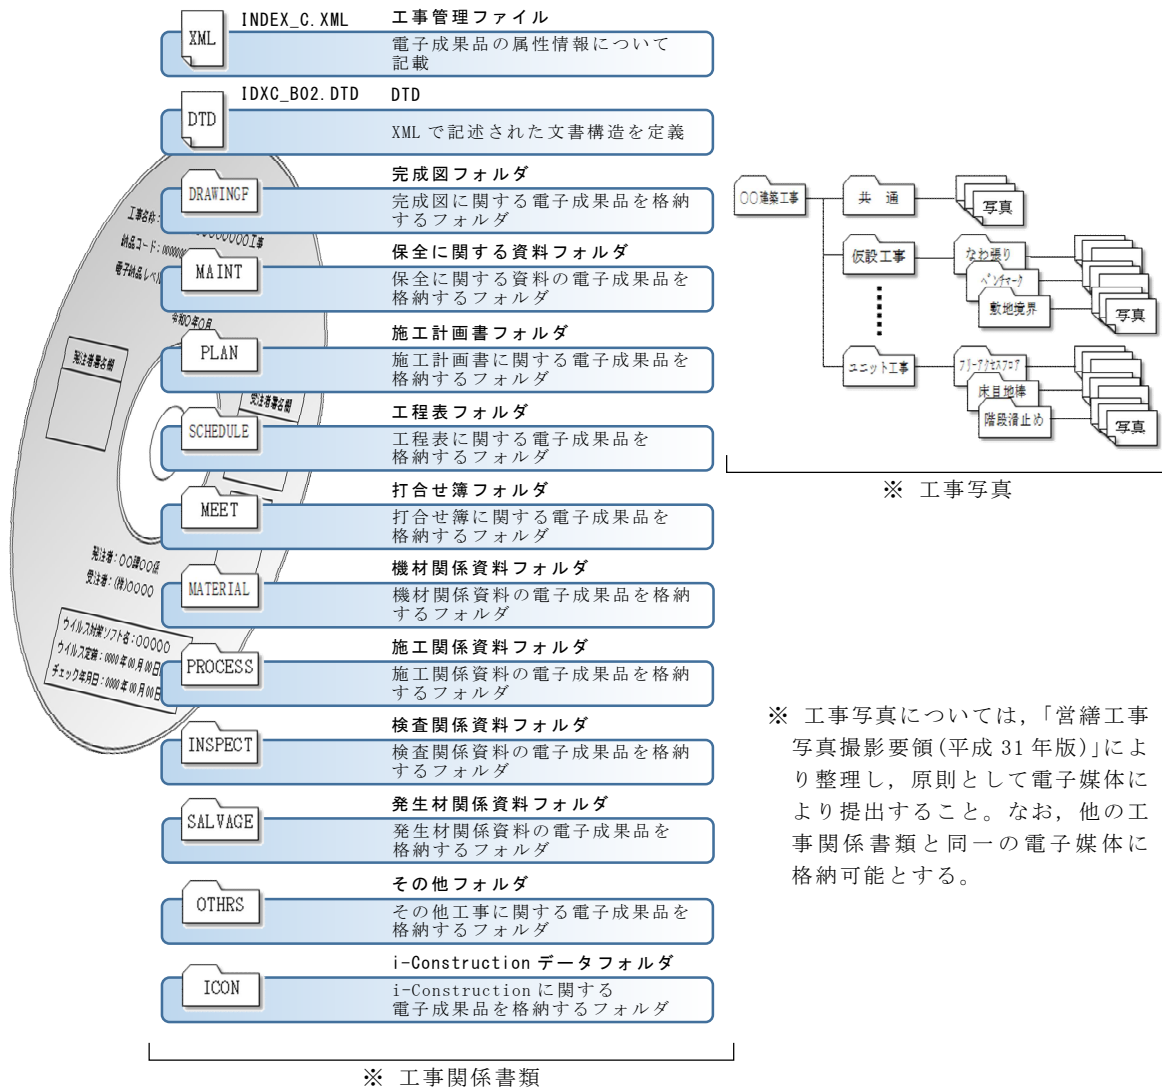 XML
INDEX_C.XML
工事管理ファイル
電子成果品の属性情報について
記載
DTD
IDXC_B02.DTD
DTD
XML で記述された文書構造を定義
DRAWINGF
完成図フォルダ
完成図に関する電子成果品を格納
するフォルダ
MAINT
保全に関する資料フォルダ
保全に関する資料の電子成果品を
格納するフォルダ
PLAN
施工計画書フォルダ
施工計画書に関する電子成果品を
格納するフォルダ
SCHEDULE
工程表フォルダ
工程表に関する電子成果品を
格納するフォルダ
MEET
打合せ簿フォルダ
打合せ簿に関する電子成果品を
格納するフォルダ
MATERIAL
機材関係資料フォルダ
機材関係資料の電子成果品を格納
するフォルダ
PROCESS
施工関係資料フォルダ
施工関係資料の電子成果品を格納
するフォルダ
INSPECT
検査関係資料フォルダ
検査関係資料の電子成果品を格納
するフォルダ
SALVAGE
発生材関係資料フォルダ
発生材関係資料の電子成果品を
格納するフォルダ
OTHRS
その他フォルダ
その他工事に関する電子成果品を
格納するフォルダ
ICON
i-Construction データフォルダ
i-Construction に関する
電子成果品を格納するフォルダ
※ 工事関係書類
工事名称：
工事
納品コード：
電子納品レベル
令和〇年〇月
発注者署名欄
受注者署名欄
発注者：〇〇課〇〇係
受注者：(株)〇〇〇〇
ウイルス対策ソフト名：〇〇〇〇〇
ウイルス定義：0000年00月00日
チェック年月日：0000年00月00日
〇〇建築工事
共 通
写真
仮設工事
なわ張り
ベンチマーク
敷地境界
写真
ユニット工事
フリーアクセスフロア
床目地棒
階段滑止め
写真
※ 工事写真
※ 工事写真については，「営繕工事
写真撮影要領(平成 31 年版)」によ
り整理し，原則として電子媒体に
より提出すること。なお，他の工
事関係書類と同一の電子媒体に
格納可能とする。